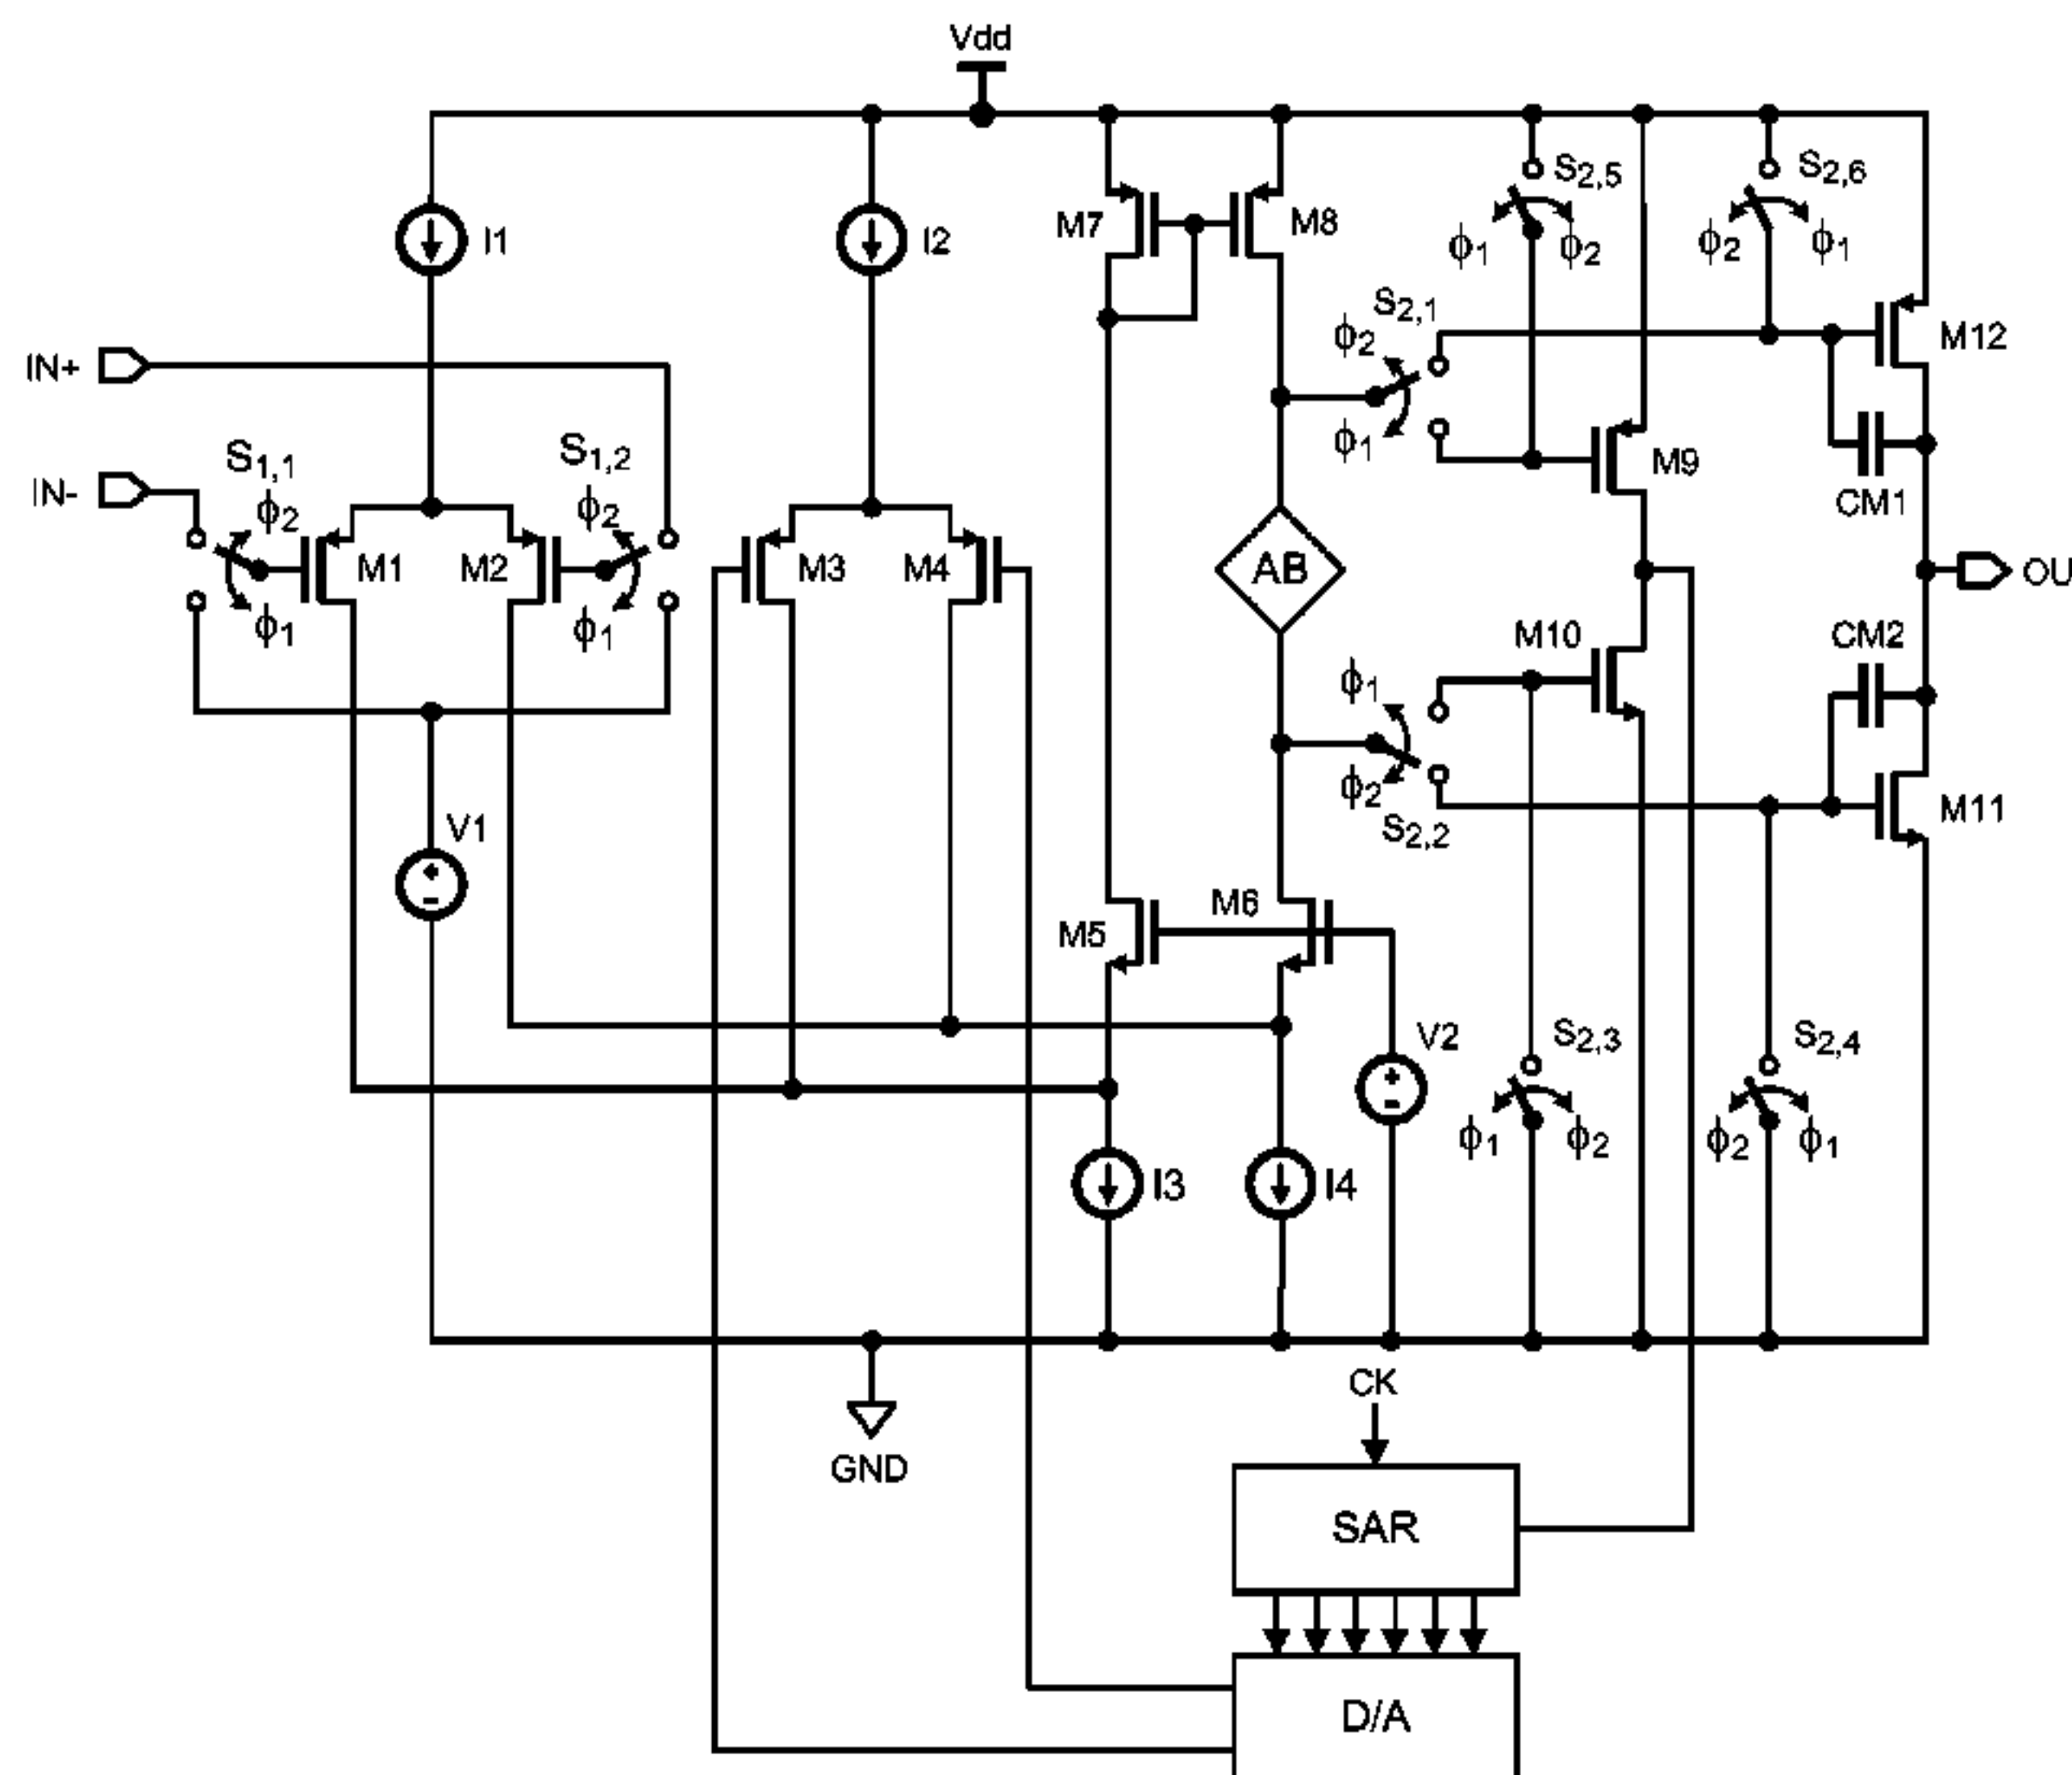 Vdd
I1
I2
M7
M8
S2,5
S2,6
ϕ1
ϕ2
ϕ2
ϕ1
S2,1
ϕ2
ϕ1
M12
IN+
IN-
S1,1
ϕ2
ϕ1
S1,2
ϕ2
ϕ1
M1
M2
M3
M4
AB
M9
CM1
OU
M10
CM2
ϕ1
ϕ2
S2,2
M11
V1
+
-
M5
M6
V2
+
-
S2,3
S2,4
ϕ1
ϕ2
ϕ2
ϕ1
I3
I4
CK
GND
SAR
D/A